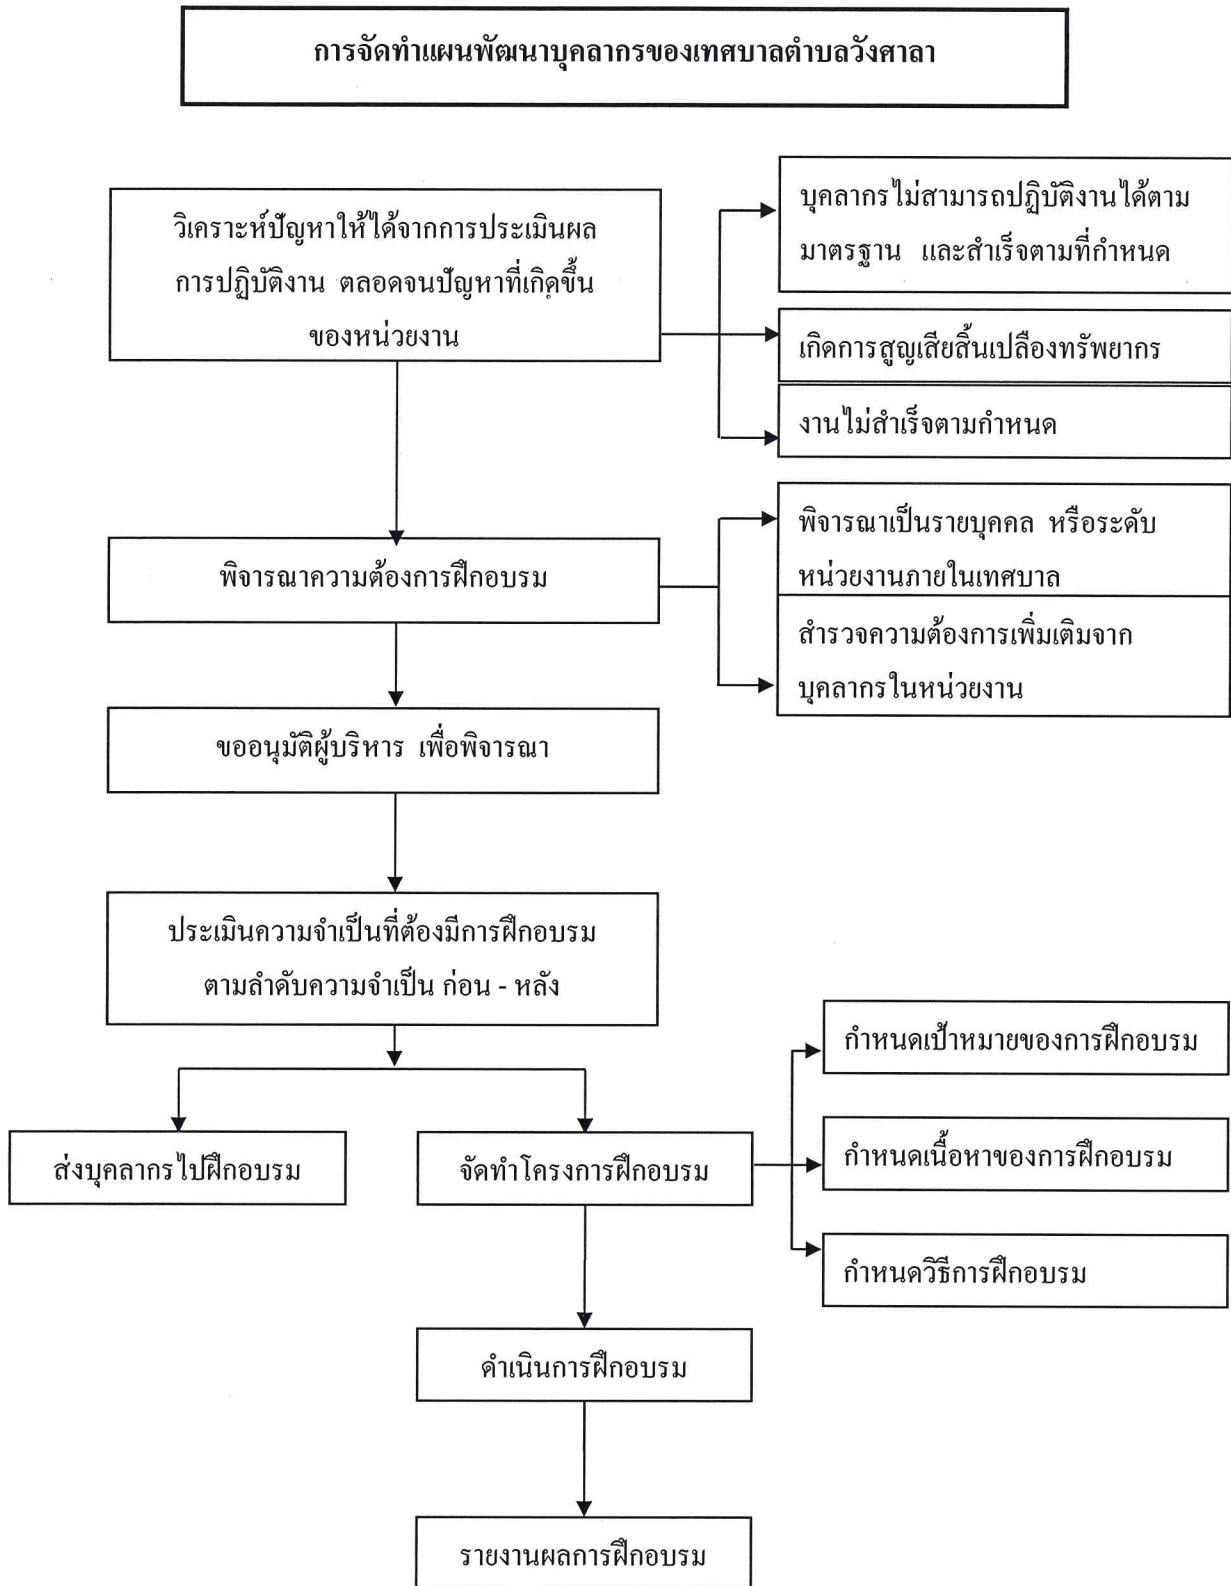 การจัดทำแผนพัฒนาบุคลากรของเทศบาลตำบลวังศาลา
วิเคราะห์ปัญหาให้ได้จากการประเมินผล
การปฏิบัติงาน ตลอดจนปัญหาที่เกิดขึ้น
ของหน่วยงาน
บุคลากรไม่สามารถปฏิบัติงานได้ตาม
มาตรฐาน และสำเร็จตามที่กำหนด
เกิดการสูญเสียสิ้นเปลืองทรัพยากร
งานไม่สำเร็จตามกำหนด
พิจารณาความต้องการฝึกอบรม
พิจารณาเป็นรายบุคคล หรือระดับ
หน่วยงานภายในเทศบาล
สำรวจความต้องการเพิ่มเติมจาก
บุคลากรในหน่วยงาน
ขออนุมัติผู้บริหาร เพื่อพิจารณา
ประเมินความจำเป็นที่ต้องมีการฝึกอบรม
ตามลำดับความจำเป็น ก่อน - หลัง
ส่งบุคลากรไปฝึกอบรม
จัดทำโครงการฝึกอบรม
กำหนดเป้าหมายของการฝึกอบรม
กำหนดเนื้อหาของการฝึกอบรม
กำหนดวิธีการฝึกอบรม
ดำเนินการฝึกอบรม
รายงานผลการฝึกอบรม